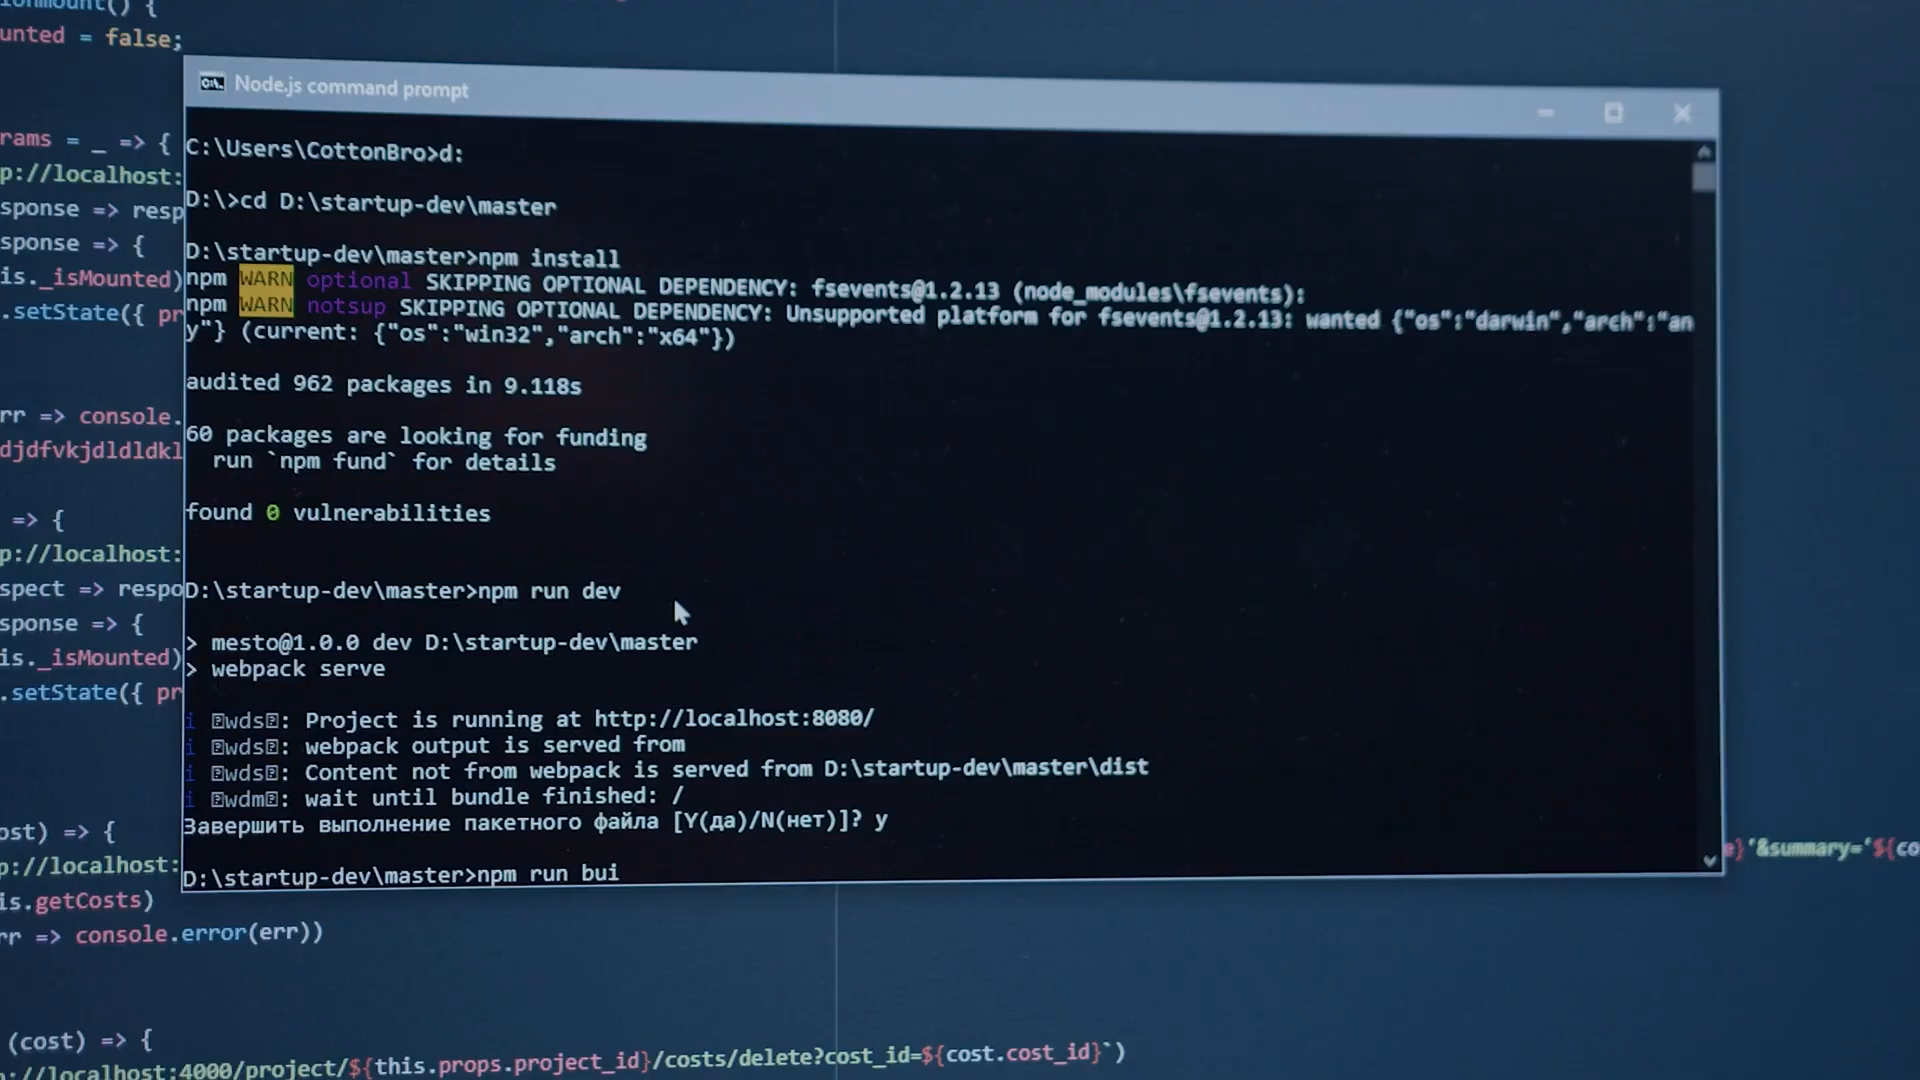 onmount() {
unted = false;
rams = _ => {
p://localhost:
sponse => resp
sponse => {
is._isMounted)
.setState({ pr
rr => console.
djdfvkjdldldkl
=> {
p://localhost:
spect => respo
sponse => {
is._isMounted)
.setState({ pr
ost) => {
p://localhost:
is.getCosts)
rr => console.error(err))
(cost) => {
://localhost:4000/project/${this.props.project_id}/costs/delete?cost_id=${cost.cost_id}`)
Node.js command prompt
C:\Users\CottonBro>d:
D:\>cd D:\startup-dev\master
D:\startup-dev\master>npm install
npm WARN optional SKIPPING OPTIONAL DEPENDENCY: fsevents@1.2.13 (node_modules\fsevents):
npm WARN notsup SKIPPING OPTIONAL DEPENDENCY: Unsupported platform for fsevents@1.2.13: wanted {"os":"darwin","arch":"an
y"} (current: {"os":"win32","arch":"x64"})
audited 962 packages in 9.118s
60 packages are looking for funding
run `npm fund` for details
found 0 vulnerabilities
D:\startup-dev\master>npm run dev
> mesto@1.0.0 dev D:\startup-dev\master
> webpack serve
i ⍰wds⍰: Project is running at http://localhost:8080/
i ⍰wds⍰: webpack output is served from
i ⍰wds⍰: Content not from webpack is served from D:\startup-dev\master\dist
i ⍰wdm⍰: wait until bundle finished: /
Завершить выполнение пакетного файла [Y(да)/N(нет)]? y
D:\startup-dev\master>npm run bui
e}'&summary='${co